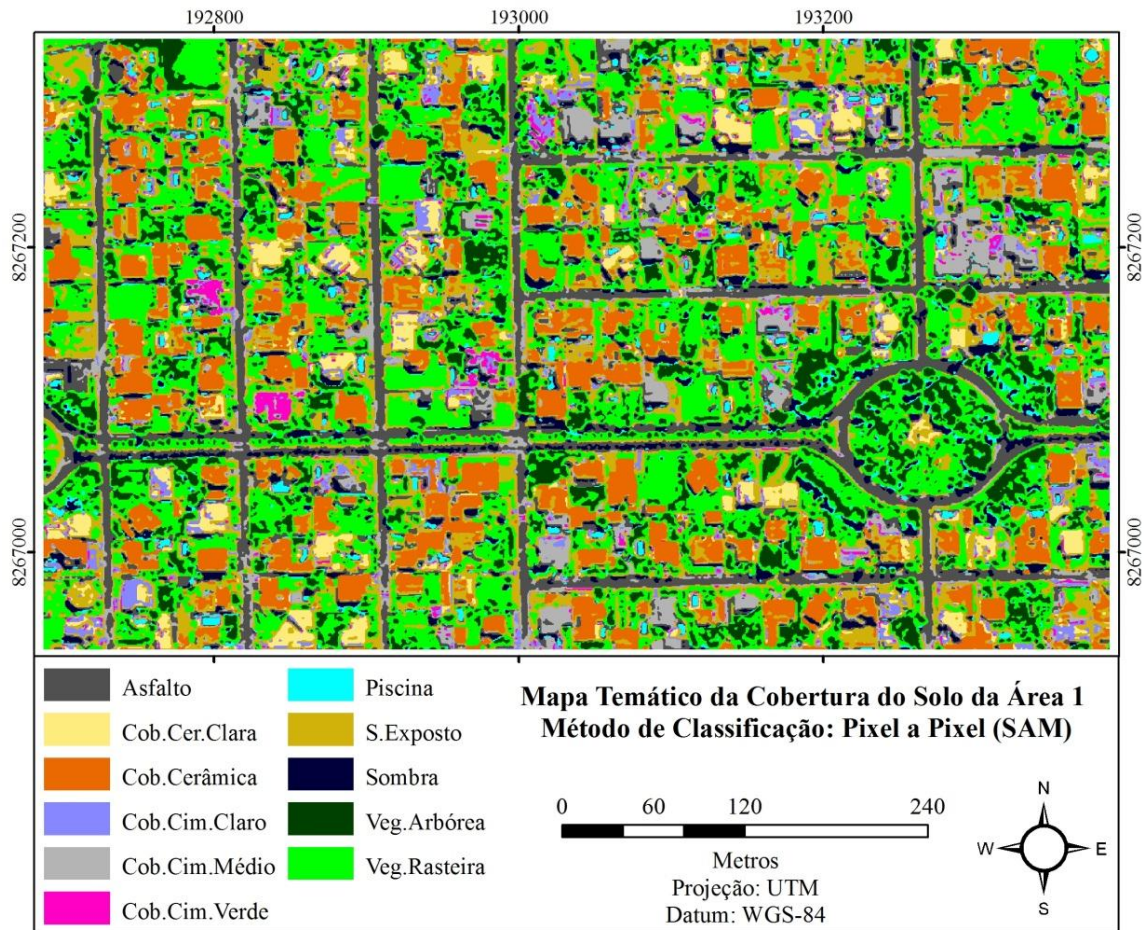 192800 193000 193200
8267200 8267200
8267000 8267000
Asfalto
Cob.Cer.Clara
Cob.Cerâmica
Cob.Cim.Claro
Cob.Cim.Médio
Cob.Cim.Verde
Piscina
S.Exposto
Sombra
Veg.Arbórea
Veg.Rasteira
Mapa Temático da Cobertura do Solo da Área 1
Método de Classificação: Pixel a Pixel (SAM)
0 60 120 240
Metros
Projeção: UTM
Datum: WGS-84
N
W E
S